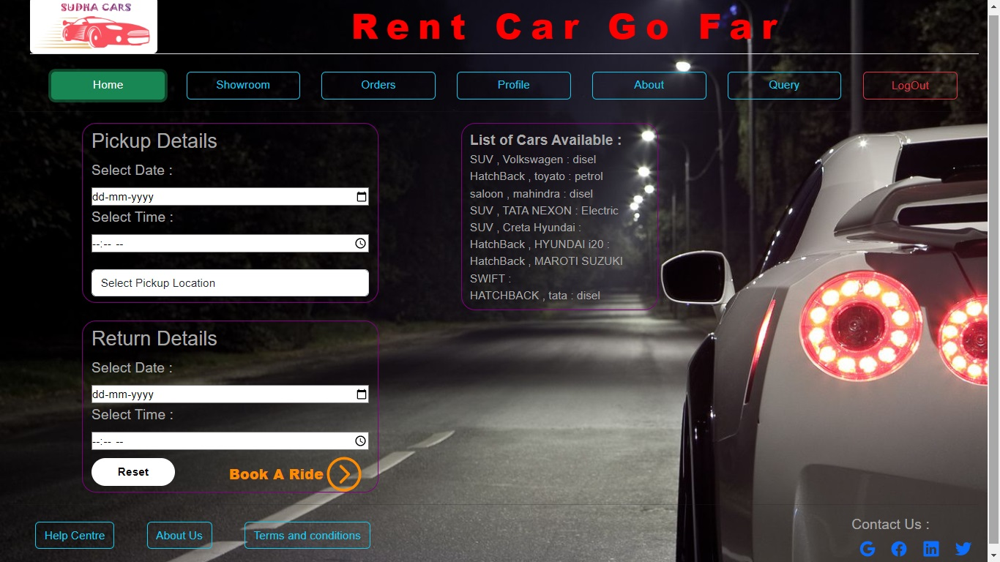 SUDHA CARS
Rent Car Go Far
Home
Showroom
Orders
Profile
About
Query
LogOut
Pickup Details
Select Date :
dd-mm-yyyy
Select Time :
--:-- --
Select Pickup Location
List of Cars Available :
SUV , Volkswagen : disel
HatchBack , toyato : petrol
saloon , mahindra : disel
SUV , TATA NEXON : Electric
SUV , Creta Hyundai :
HatchBack , HYUNDAI i20 :
HatchBack , MAROTI SUZUKI
SWIFT :
HATCHBACK , tata : disel
Return Details
Select Date :
dd-mm-yyyy
Select Time :
--:-- --
Reset
Book A Ride
Help Centre
About Us
Terms and conditions
Contact Us :